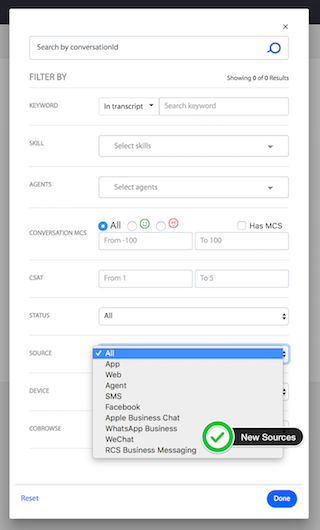 ×
Search by conversationId
FILTER BY
Showing 0 of 0 Results
KEYWORD
In transcript
Search keyword
SKILL
Select skills
AGENTS
Select agents
CONVERSATION MCS
All
Has MCS
From -100
To 100
CSAT
From 1
To 5
STATUS
All
SOURCE
✓ All
App
Web
Agent
SMS
Facebook
Apple Business Chat
WhatsApp Business
WeChat
RCS Business Messaging
DEVICE
COBROWSE
New Sources
Reset
Done